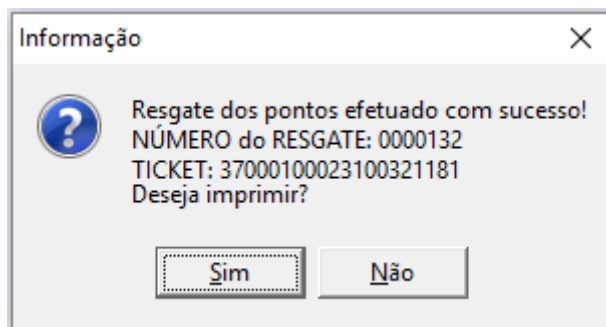 Informação
Resgate dos pontos efetuado com sucesso!
NÚMERO do RESGATE: 0000132
TICKET: 37000100023100321181
Deseja imprimir?
Sim
Não